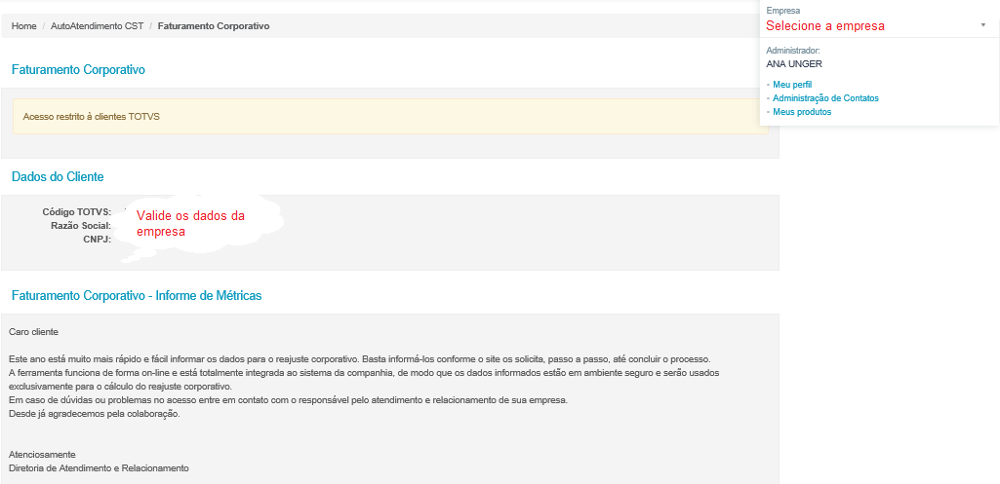 Home / AutoAtendimento CST / Faturamento Corporativo
Empresa
Selecione a empresa
Administrador:
ANA UNGER
- Meu perfil
- Administração de Contatos
- Meus produtos
Faturamento Corporativo
Acesso restrito à clientes TOTVS
Dados do Cliente
Código TOTVS:
Razão Social:
CNPJ:
Valide os dados da
empresa
Faturamento Corporativo - Informe de Métricas
Caro cliente
Este ano está muito mais rápido e fácil informar os dados para o reajuste corporativo. Basta informá-los conforme o site os solicita, passo a passo, até concluir o processo.
A ferramenta funciona de forma on-line e está totalmente integrada ao sistema da companhia, de modo que os dados informados estão em ambiente seguro e serão usados
exclusivamente para o cálculo do reajuste corporativo.
Em caso de dúvidas ou problemas no acesso entre em contato com o responsável pelo atendimento e relacionamento de sua empresa.
Desde já agradecemos pela colaboração.
Atenciosamente
Diretoria de Atendimento e Relacionamento